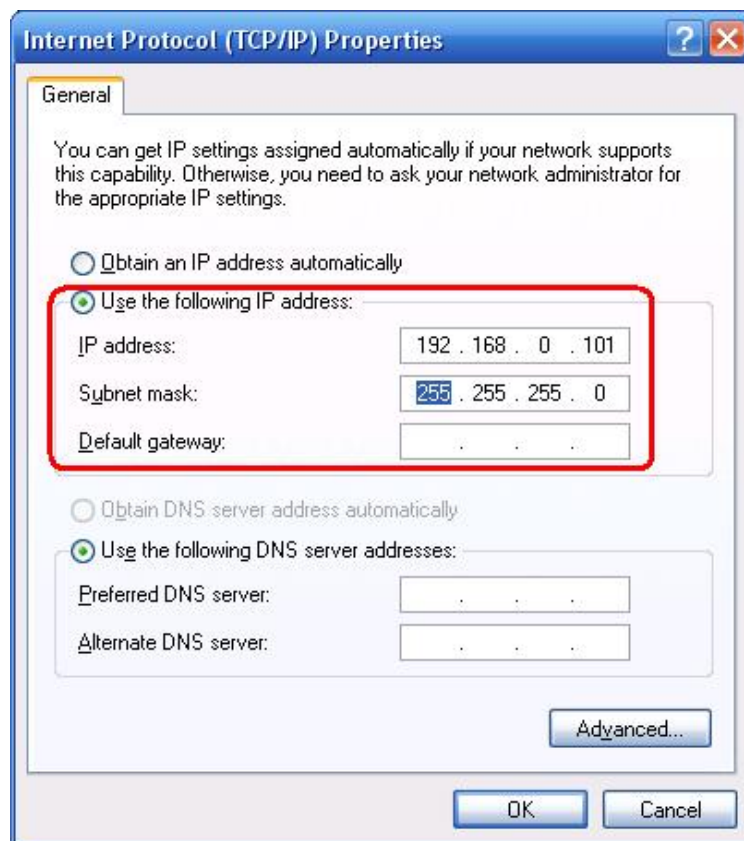 Internet Protocol (TCP/IP) Properties
General
You can get IP settings assigned automatically if your network supports
this capability. Otherwise, you need to ask your network administrator for
the appropriate IP settings.
Obtain an IP address automatically
Use the following IP address:
IP address: 192 . 168 . 0 . 101
Subnet mask: 255 . 255 . 255 . 0
Default gateway: . . .
Obtain DNS server address automatically
Use the following DNS server addresses:
Preferred DNS server: . . .
Alternate DNS server: . . .
Advanced...
OK Cancel